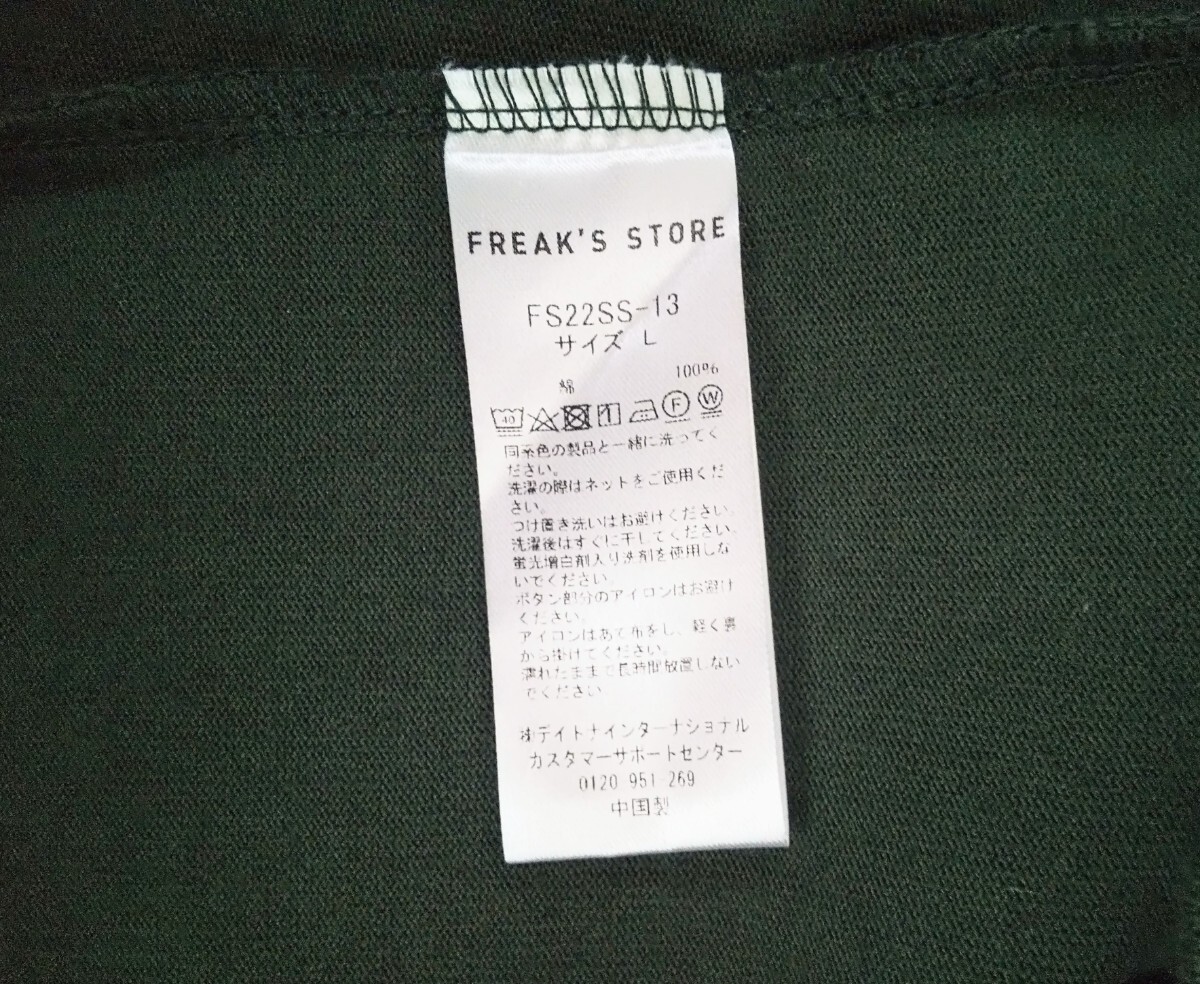 FREAK'S STORE
FS22SS-13
サイズ L
綿 100%
40 F W
同系色の製品と一緒に洗ってく
ださい。
洗濯の際はネットをご使用くだ
さい。
つけ置き洗いはお避けください。
洗濯後はすぐに干してください。
蛍光増白剤入り洗剤を使用しな
いでください。
ボタン部分のアイロンはお避け
ください。
アイロンはあて布をし、軽く裏
から掛けてください。
濡れたままで長時間放置しない
でください
㈱デイトナインターナショナル
カスタマーサポートセンター
0120 951 269
中国製